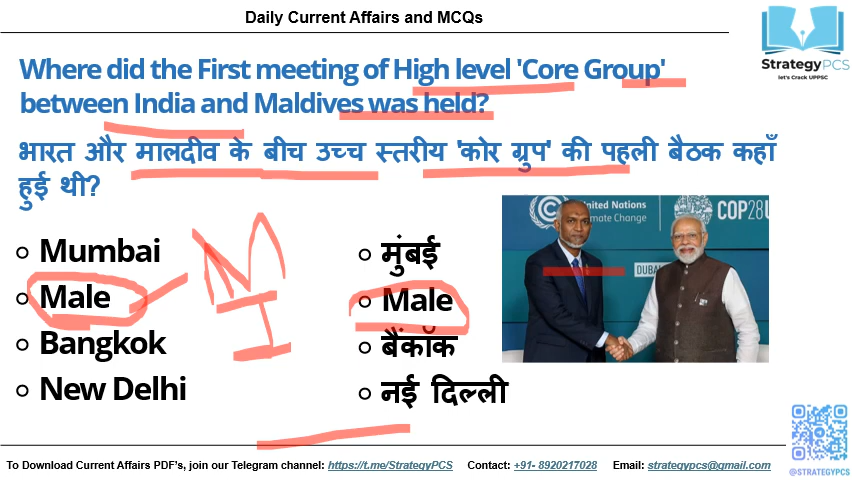 Daily Current Affairs and MCQs
StrategyPCS
let's Crack UPPSC
Where did the First meeting of High level 'Core Group'
between India and Maldives was held?
भारत और मालदीव के बीच उच्च स्तरीय 'कोर ग्रुप' की पहली बैठक कहाँ
हुई थी?
Mumbai
Male
Bangkok
New Delhi
M
I
मुंबई
Male
बैंकॉक
नई दिल्ली
United Nations
Climate Change
COP28U
DUBAI
To Download Current Affairs PDF's, join our Telegram channel: https://t.me/StrategyPCS Contact: +91- 8920217028 Email: strategypcs@gmail.com
@STRATEGYPCS